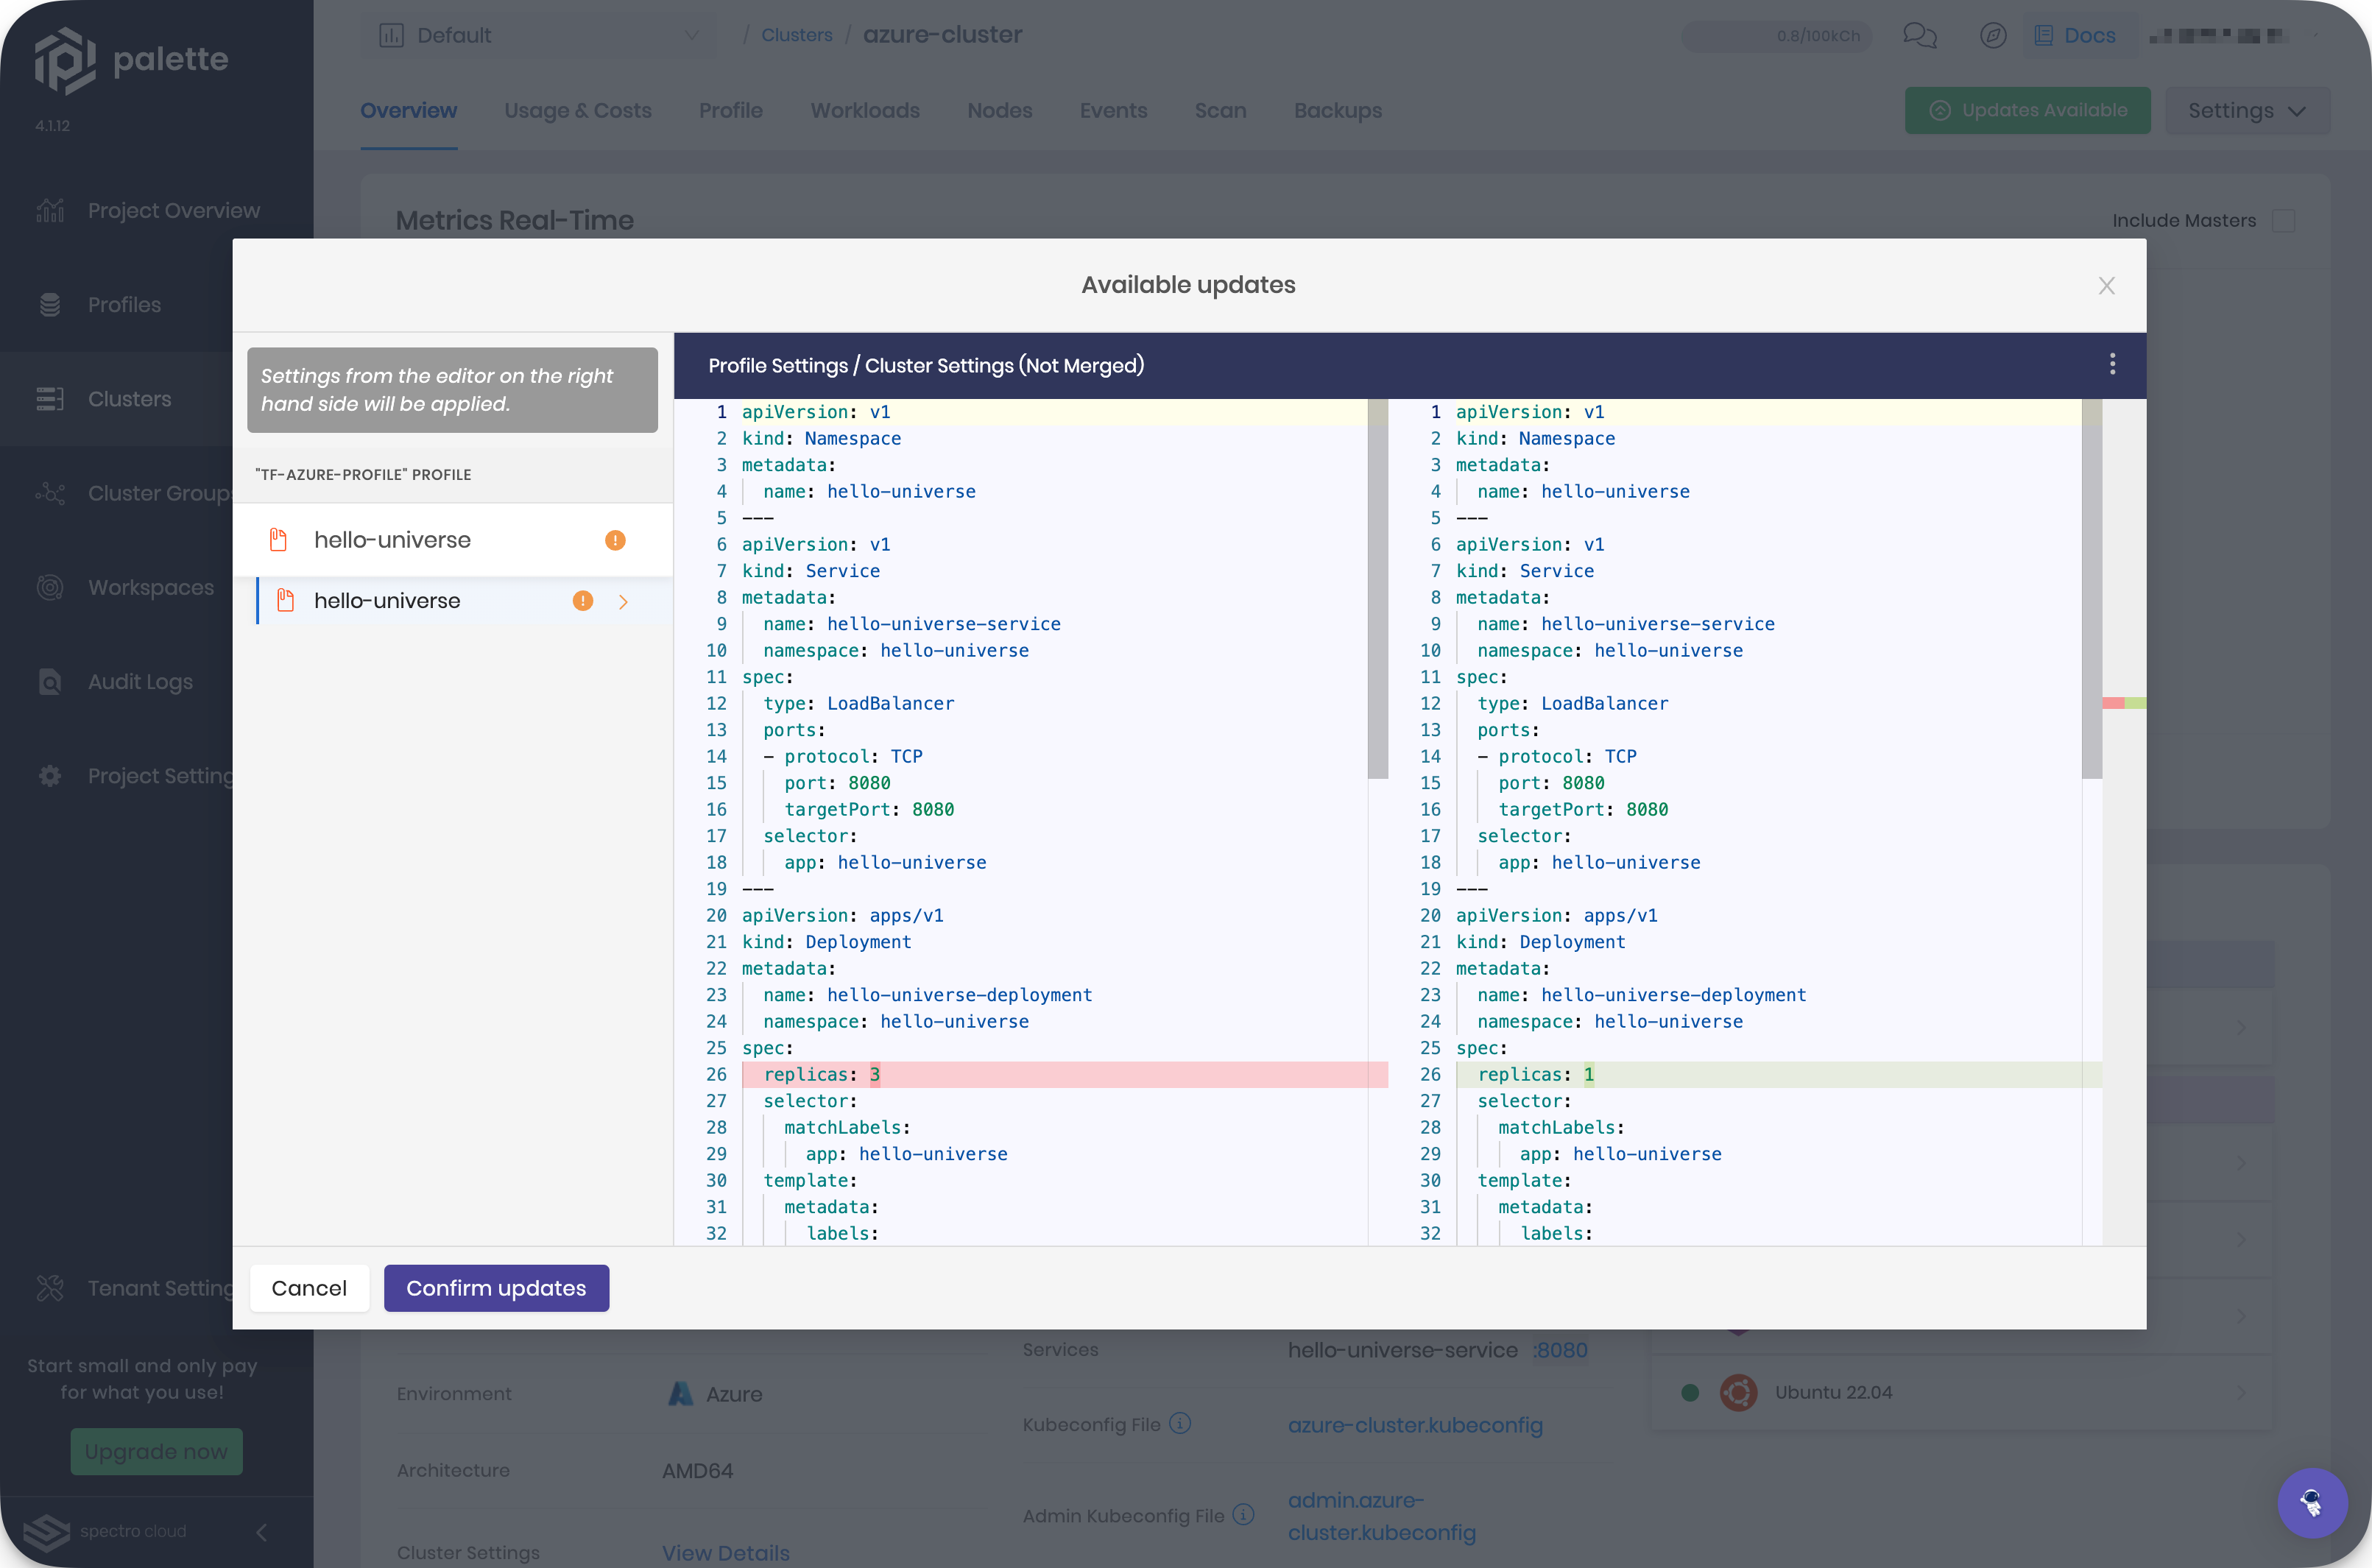 palette
4.1.12
Project Overview
Profiles
Clusters
Cluster Groups
Workspaces
Audit Logs
Project Setting
Tenant Setting
Start small and only pay
for what you use!
Upgrade now
spectro cloud
Default
/ Clusters / azure-cluster
0.8/100kCh
Docs
Overview
Usage & Costs
Profile
Workloads
Nodes
Events
Scan
Backups
Updates Available
Settings
Metrics Real-Time
Include Masters
Available updates
Settings from the editor on the right
hand side will be applied.
"TF-AZURE-PROFILE" PROFILE
hello-universe
hello-universe
Profile Settings / Cluster Settings (Not Merged)
1 apiVersion: v1
2 kind: Namespace
3 metadata:
4 name: hello-universe
5 ---
6 apiVersion: v1
7 kind: Service
8 metadata:
9 name: hello-universe-service
10 namespace: hello-universe
11 spec:
12 type: LoadBalancer
13 ports:
14 - protocol: TCP
15 port: 8080
16 targetPort: 8080
17 selector:
18 app: hello-universe
19 ---
20 apiVersion: apps/v1
21 kind: Deployment
22 metadata:
23 name: hello-universe-deployment
24 namespace: hello-universe
25 spec:
26 replicas: 3
27 selector:
28 matchLabels:
29 app: hello-universe
30 template:
31 metadata:
32 labels:
1 apiVersion: v1
2 kind: Namespace
3 metadata:
4 name: hello-universe
5 ---
6 apiVersion: v1
7 kind: Service
8 metadata:
9 name: hello-universe-service
10 namespace: hello-universe
11 spec:
12 type: LoadBalancer
13 ports:
14 - protocol: TCP
15 port: 8080
16 targetPort: 8080
17 selector:
18 app: hello-universe
19 ---
20 apiVersion: apps/v1
21 kind: Deployment
22 metadata:
23 name: hello-universe-deployment
24 namespace: hello-universe
25 spec:
26 replicas: 1
27 selector:
28 matchLabels:
29 app: hello-universe
30 template:
31 metadata:
32 labels:
Cancel
Confirm updates
Environment
Azure
Architecture
AMD64
Cluster Settings
View Details
Services
hello-universe-service :8080
Kubeconfig File
azure-cluster.kubeconfig
Admin Kubeconfig File
admin.azure-
cluster.kubeconfig
Ubuntu 22.04